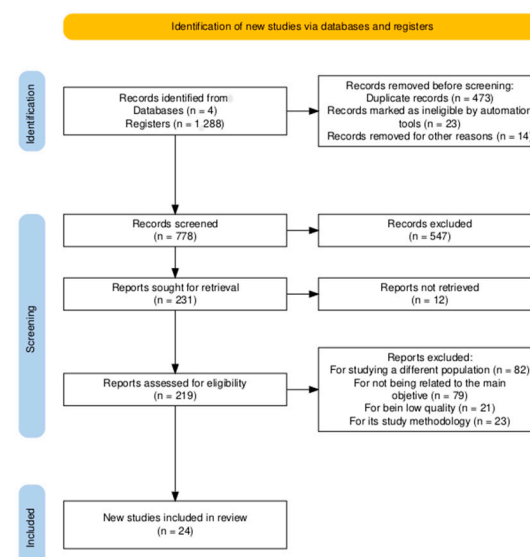 Identification of new studies via databases and registers
Identification
Records identified from
Databases (n = 4)
Registers (n = 1 288)
Records removed before screening:
Duplicate records (n = 473)
Records marked as ineligible by automation
tools (n = 23)
Records removed for other reasons (n = 14
Screening
Records screened
(n = 778)
Records excluded
(n = 547)
Reports sought for retrieval
(n = 231)
Reports not retrieved
(n = 12)
Reports assessed for eligibility
(n = 219)
Reports excluded:
For studying a different population (n = 82)
For not being related to the main
objetive (n = 79)
For bein low quality (n = 21)
For its study methodology (n = 23)
Included
New studies included in review
(n = 24)